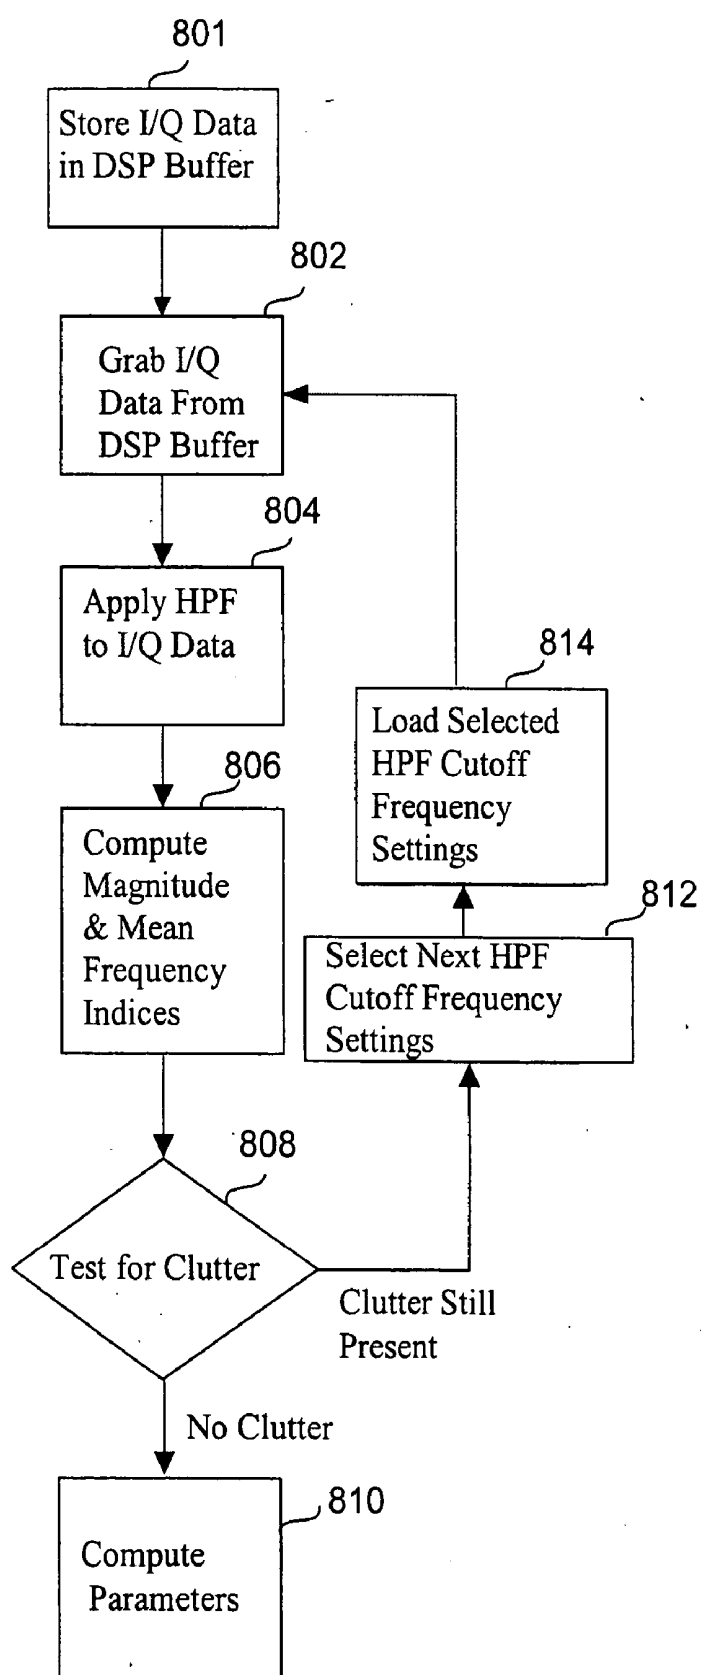 801
Store I/Q Data
in DSP Buffer
802
Grab I/Q
Data From
DSP Buffer
804
Apply HPF
to I/Q Data
806
Compute
Magnitude
& Mean
Frequency
Indices
814
Load Selected
HPF Cutoff
Frequency
Settings
812
Select Next HPF
Cutoff Frequency
Settings
808
Test for Clutter
Clutter Still
Present
No Clutter
810
Compute
Parameters